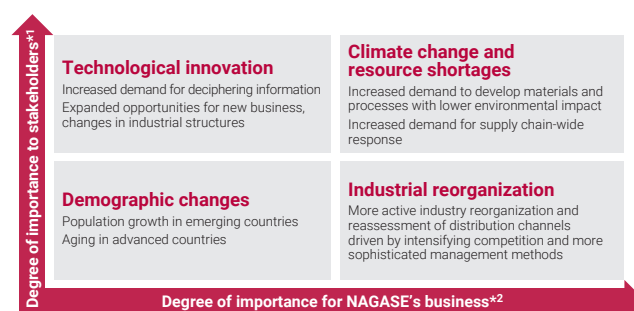 Degree of importance to stakeholders*1
Technological innovation
Increased demand for deciphering information
Expanded opportunities for new business,
changes in industrial structures
Climate change and
resource shortages
Increased demand to develop materials and
processes with lower environmental impact
Increased demand for supply chain-wide
response
Demographic changes
Population growth in emerging countries
Aging in advanced countries
Industrial reorganization
More active industry reorganization and
reassessment of distribution channels
driven by intensifying competition and more
sophisticated management methods
Degree of importance for NAGASE's business*2